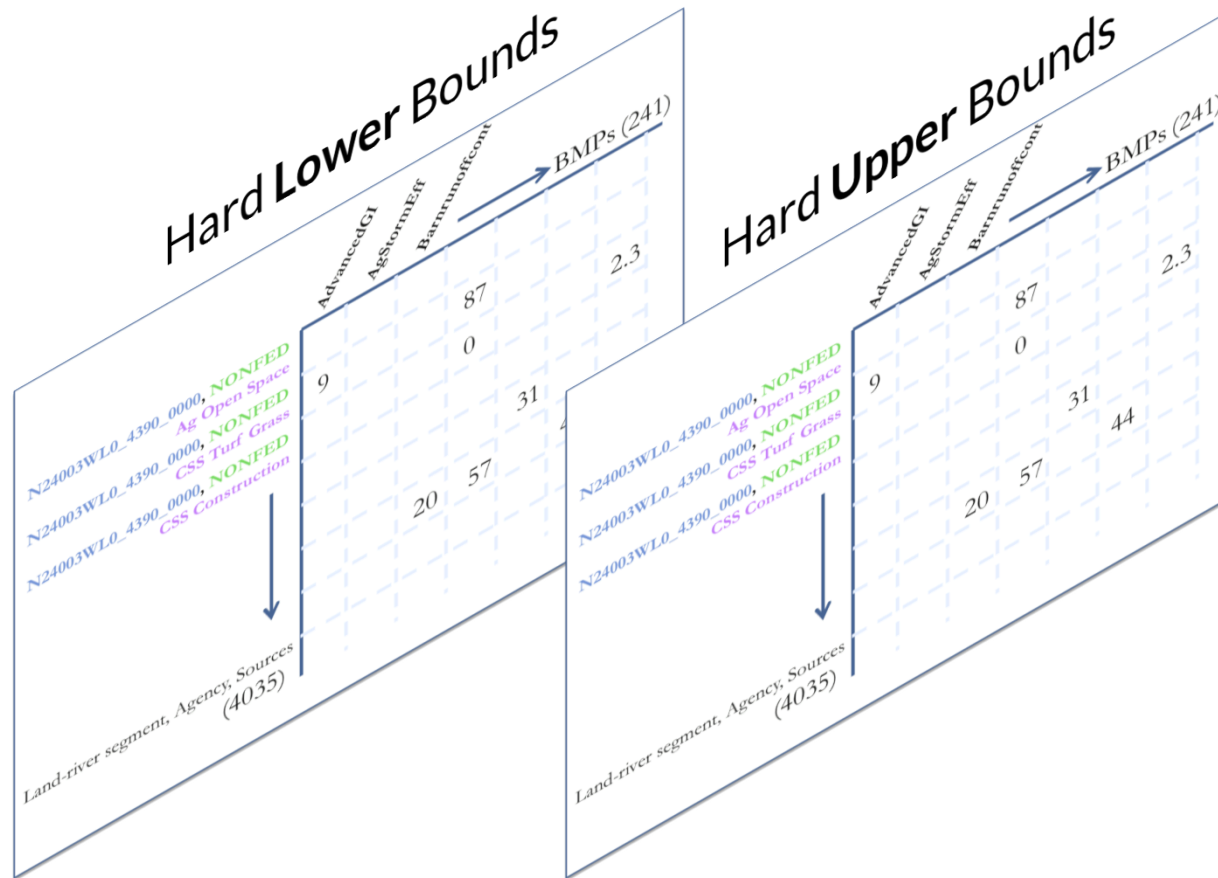 Hard Lower Bounds
AdvancedGI
AgStormEff
Barnrunoffcont
BMPs (241)
N24003WL0_4390_0000, NONFED
Ag Open Space
N24003WL0_4390_0000, NONFED
CSS Turf Grass
N24003WL0_4390_0000, NONFED
CSS Construction
Land-river segment, Agency, Sources
(4035)
87
2.3
0
9
31
57
20
Hard Upper Bounds
AdvancedGI
AgStormEff
Barnrunoffcont
BMPs (241)
N24003WL0_4390_0000, NONFED
Ag Open Space
N24003WL0_4390_0000, NONFED
CSS Turf Grass
N24003WL0_4390_0000, NONFED
CSS Construction
Land-river segment, Agency, Sources
(4035)
87
2.3
0
9
31
44
57
20